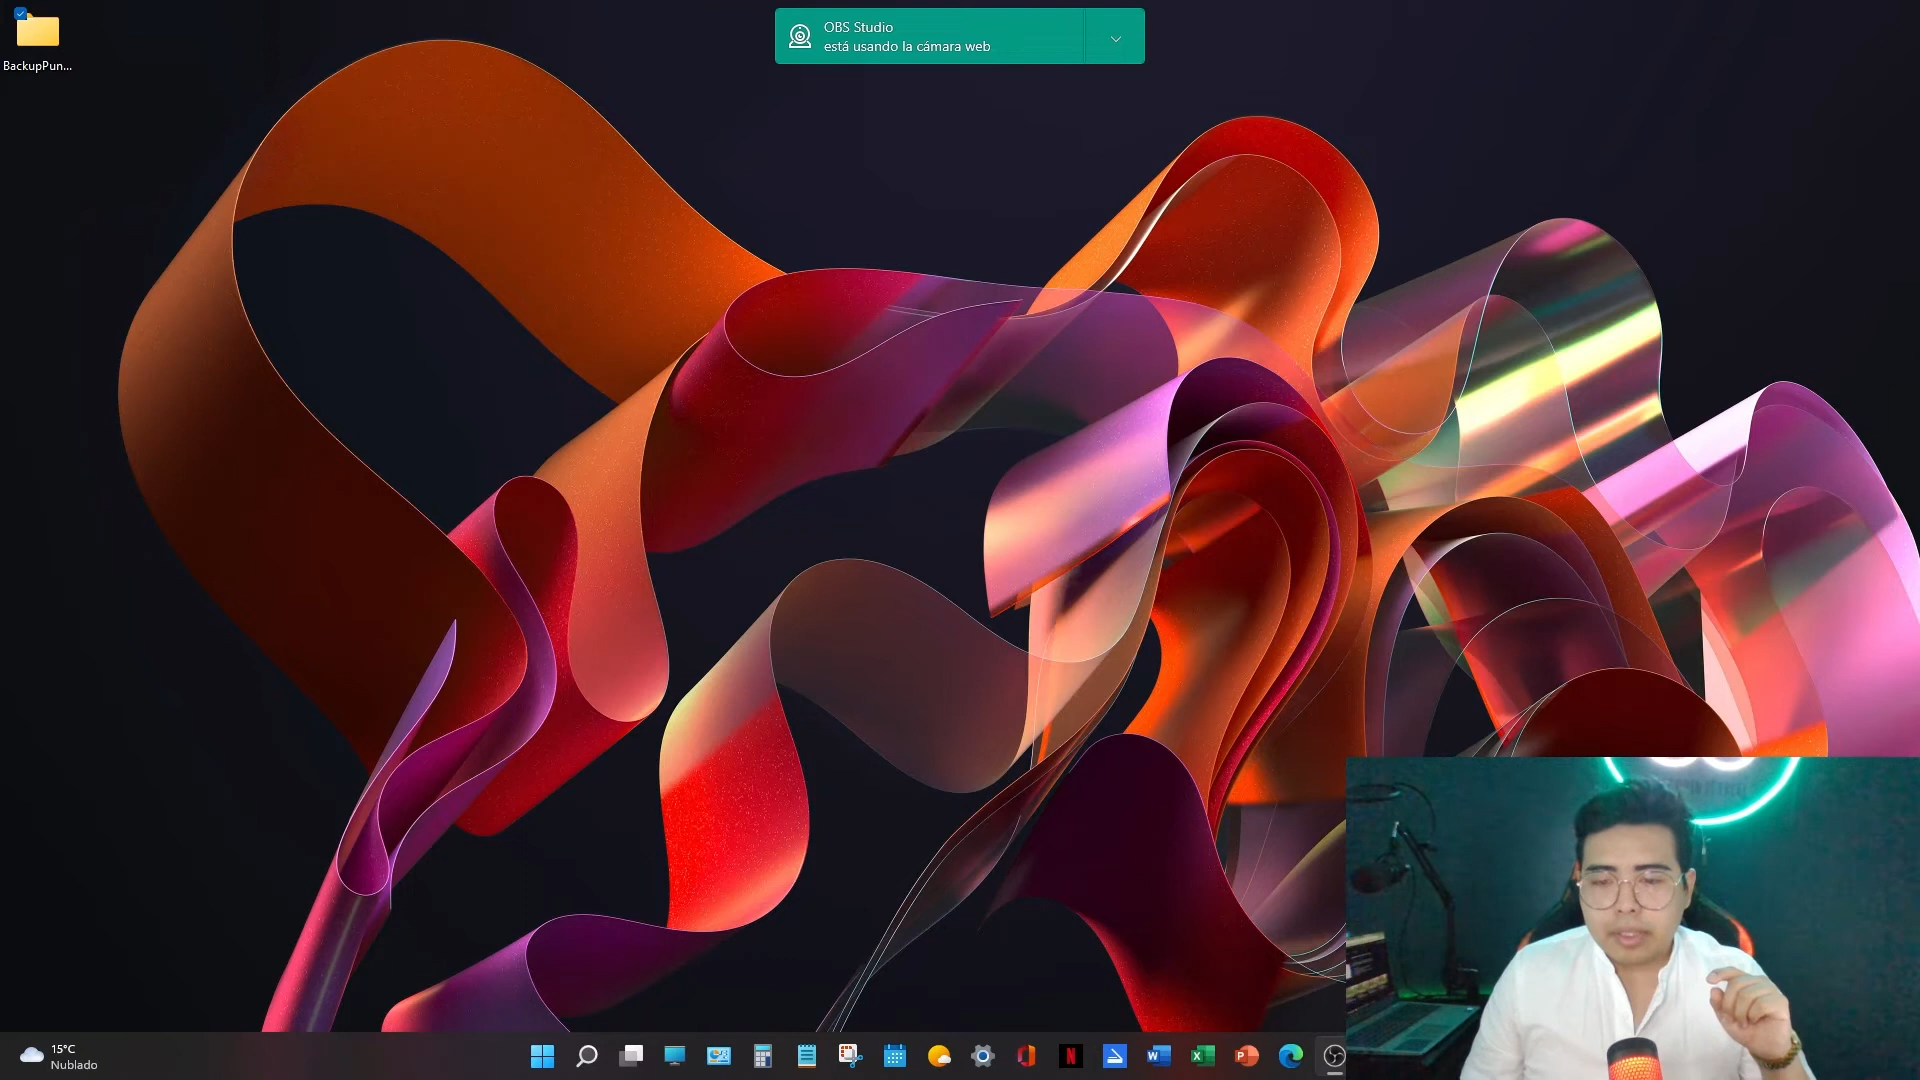 BackupPun...
OBS Studio
está usando la cámara web
15°C
Nublado